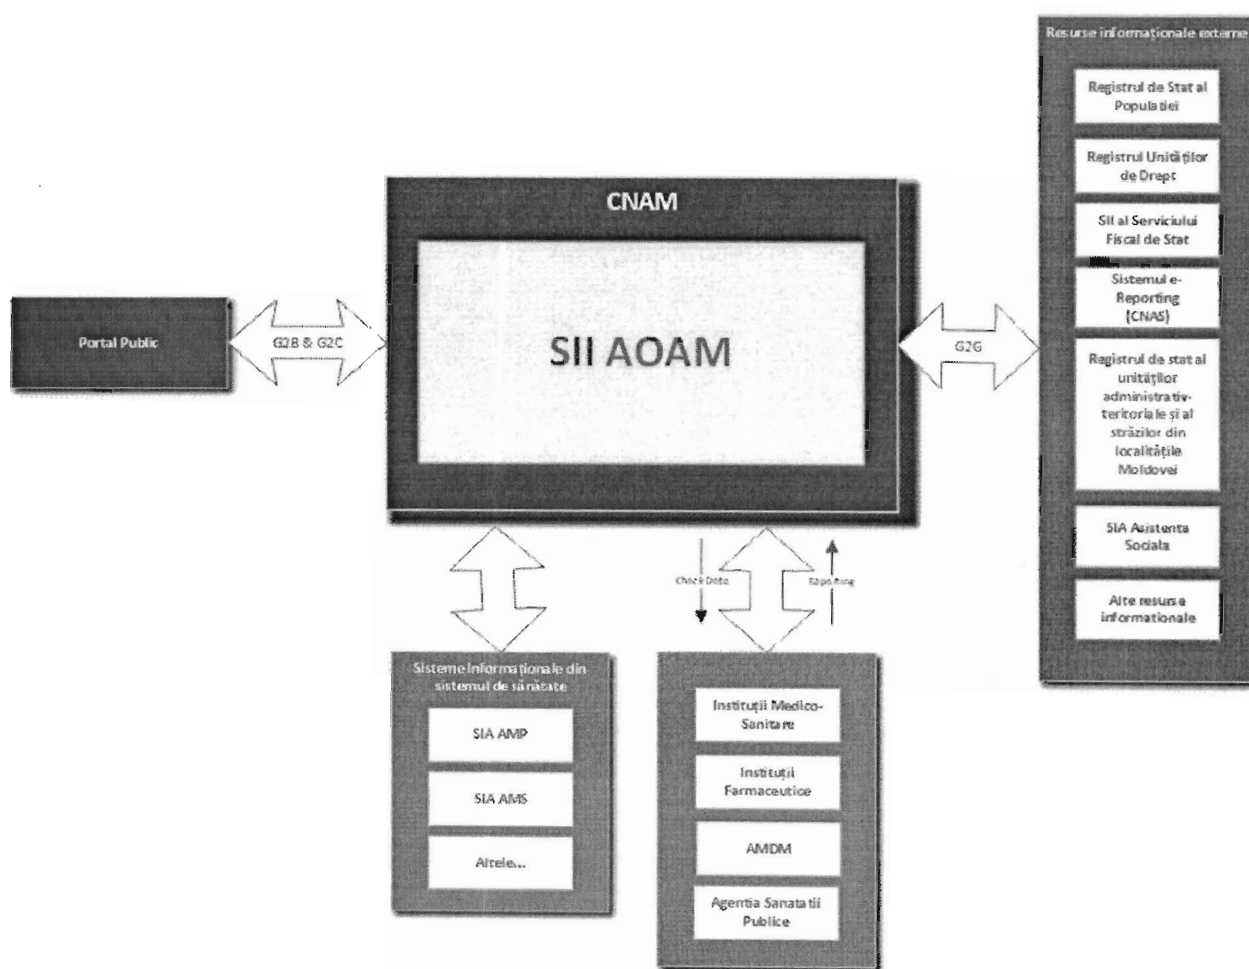 Resurse informaționale externe
Registrul de Stat al
Populatiei
Registrul Unităților
de Drept
SII al Serviciului
Fiscal de Stat
Sistemul e-
Reporting
(CNAS)
Registrul de stat al
unităților
administrativ-
teritoriale și al
străzilor din
localitățile
Moldovei
SIA Asistenta
Sociala
Alte resurse
informationale
CNAM
SII AOAM
Portal Public
G2B & G2C
G2G
Check Data
Reporting
Sisteme Informaționale din
sistemul de sănătate
SIA AMP
SIA AMS
Altele...
Instituții Medico-
Sanitare
Instituții
Farmaceutice
AMDM
Agentia Sanatatii
Publice